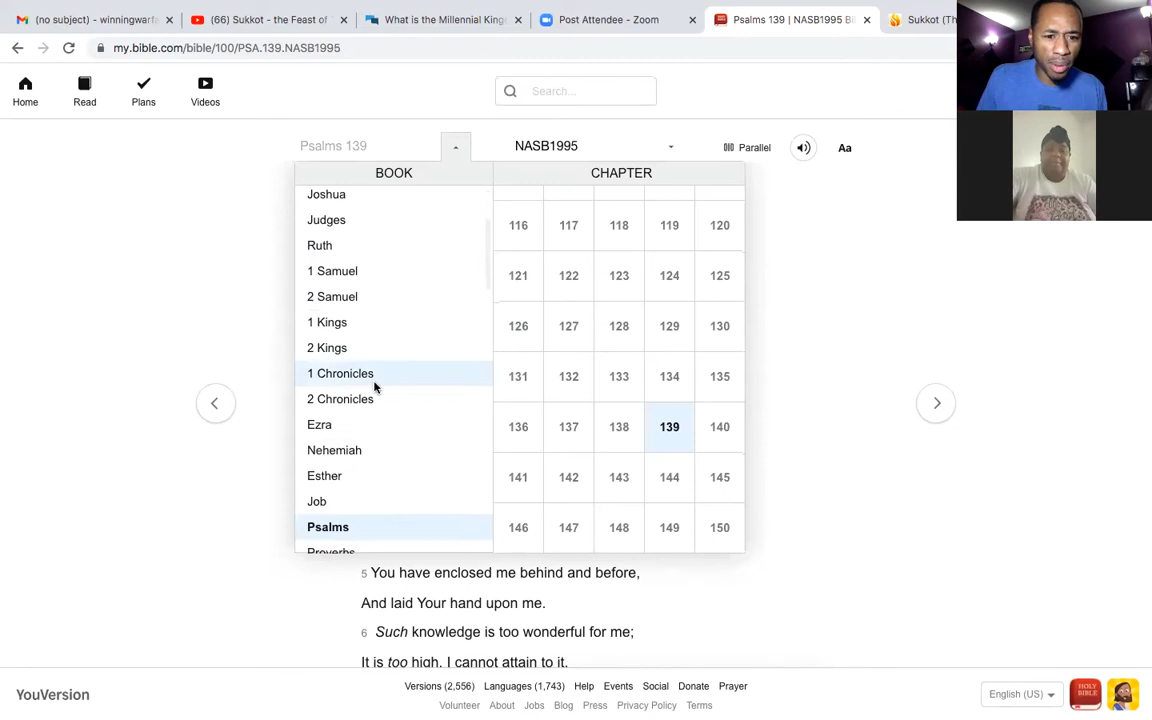 (no subject) - winningwarfa
(66) Sukkot - the Feast of
What is the Millennial King
Post Attendee - Zoom
Psalms 139 | NASB1995 Bi
Sukkot (Th
my.bible.com/bible/100/PSA.139.NASB1995
Home
Read
Plans
Videos
Search...
Psalms 139
NASB1995
Parallel
Aa
BOOK
CHAPTER
Joshua
Judges
Ruth
1 Samuel
2 Samuel
1 Kings
2 Kings
1 Chronicles
2 Chronicles
Ezra
Nehemiah
Esther
Job
Psalms
Proverbs
116 117 118 119 120
121 122 123 124 125
126 127 128 129 130
131 132 133 134 135
136 137 138 139 140
141 142 143 144 145
146 147 148 149 150
5 You have enclosed me behind and before,
And laid Your hand upon me.
6 Such knowledge is too wonderful for me;
It is too high, I cannot attain to it.
YouVersion
Versions (2,556) Languages (1,743) Help Events Social Donate Prayer
Volunteer About Jobs Blog Press Privacy Policy Terms
English (US)
HOLY
BIBLE